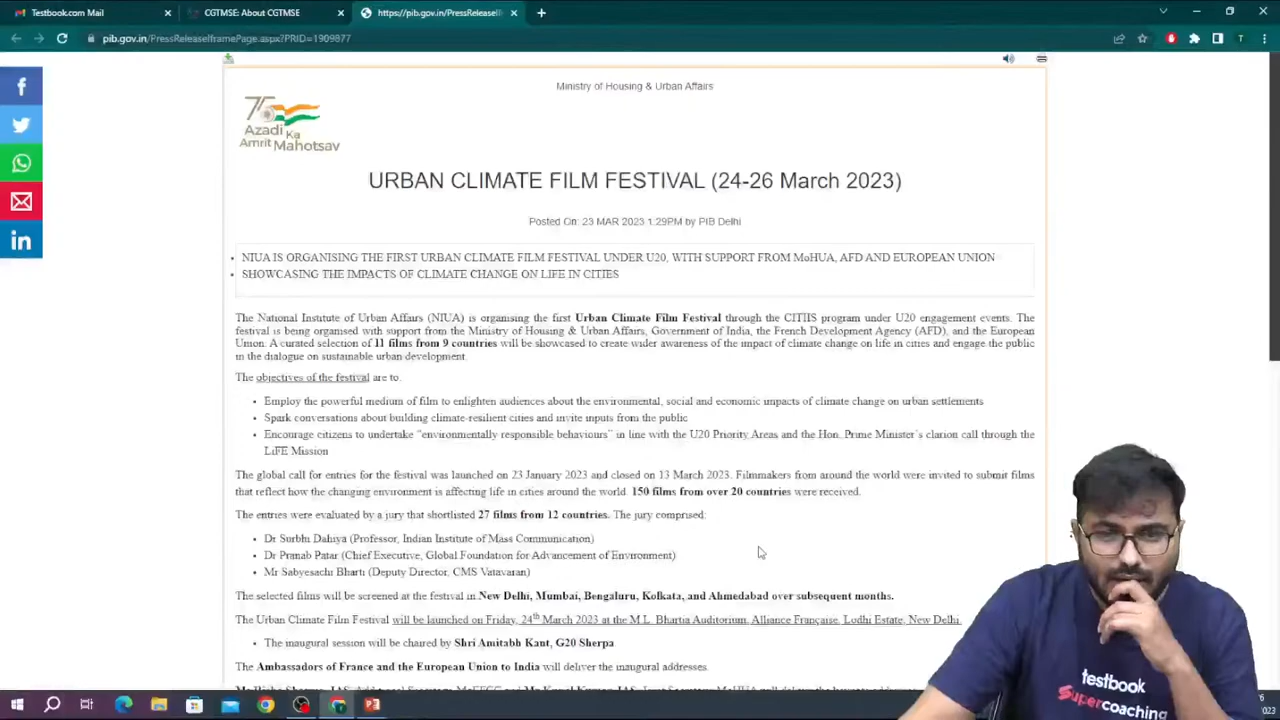 Testbook.com Mail
CGTMSE: About CGTMSE
https://pib.gov.in/PressReleaseI
pib.gov.in/PressReleaseIframePage.aspx?PRID=1909877
Ministry of Housing & Urban Affairs
75
Azadi Ka
Amrit Mahotsav
URBAN CLIMATE FILM FESTIVAL (24-26 March 2023)
Posted On: 23 MAR 2023 1:29PM by PIB Delhi
NIUA IS ORGANISING THE FIRST URBAN CLIMATE FILM FESTIVAL UNDER U20, WITH SUPPORT FROM MoHUA, AFD AND EUROPEAN UNION
SHOWCASING THE IMPACTS OF CLIMATE CHANGE ON LIFE IN CITIES
The National Institute of Urban Affairs (NIUA) is organising the first Urban Climate Film Festival through the CITIIS program under U20 engagement events. The
festival is being organised with support from the Ministry of Housing & Urban Affairs, Government of India, the French Development Agency (AFD), and the European
Union. A curated selection of 11 films from 9 countries will be showcased to create wider awareness of the impact of climate change on life in cities and engage the public
in the dialogue on sustainable urban development.
The objectives of the festival are to:
Employ the powerful medium of film to enlighten audiences about the environmental, social and economic impacts of climate change on urban settlements
Spark conversations about building climate-resilient cities and invite inputs from the public
Encourage citizens to undertake "environmentally responsible behaviours" in line with the U20 Priority Areas and the Hon. Prime Minister's clarion call through the
LiFE Mission
The global call for entries for the festival was launched on 23 January 2023 and closed on 13 March 2023. Filmmakers from around the world were invited to submit films
that reflect how the changing environment is affecting life in cities around the world. 150 films from over 20 countries were received.
The entries were evaluated by a jury that shortlisted 27 films from 12 countries. The jury comprised:
Dr Surbhi Dahiya (Professor, Indian Institute of Mass Communication)
Dr Pranab Patar (Chief Executive, Global Foundation for Advancement of Environment)
Mr Sabyesachi Bharti (Deputy Director, CMS Vatavaran)
The selected films will be screened at the festival in New Delhi, Mumbai, Bengaluru, Kolkata, and Ahmedabad over subsequent months.
The Urban Climate Film Festival will be launched on Friday, 24th March 2023 at the M.L. Bhartia Auditorium, Alliance Française, Lodhi Estate, New Delhi.
The inaugural session will be chaired by Shri Amitabh Kant, G20 Sherpa
The Ambassadors of France and the European Union to India will deliver the inaugural addresses.
testbook
Supercoaching